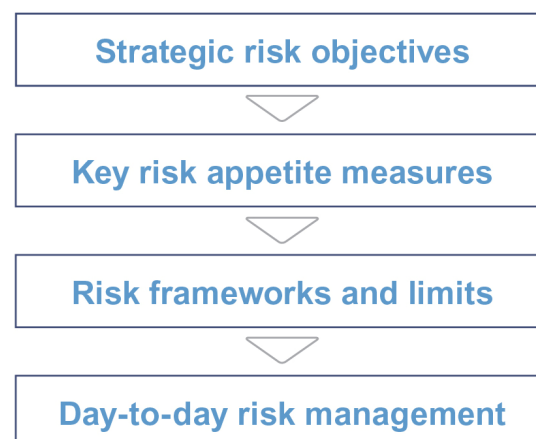 Strategic risk objectives
Key risk appetite measures
Risk frameworks and limits
Day-to-day risk management